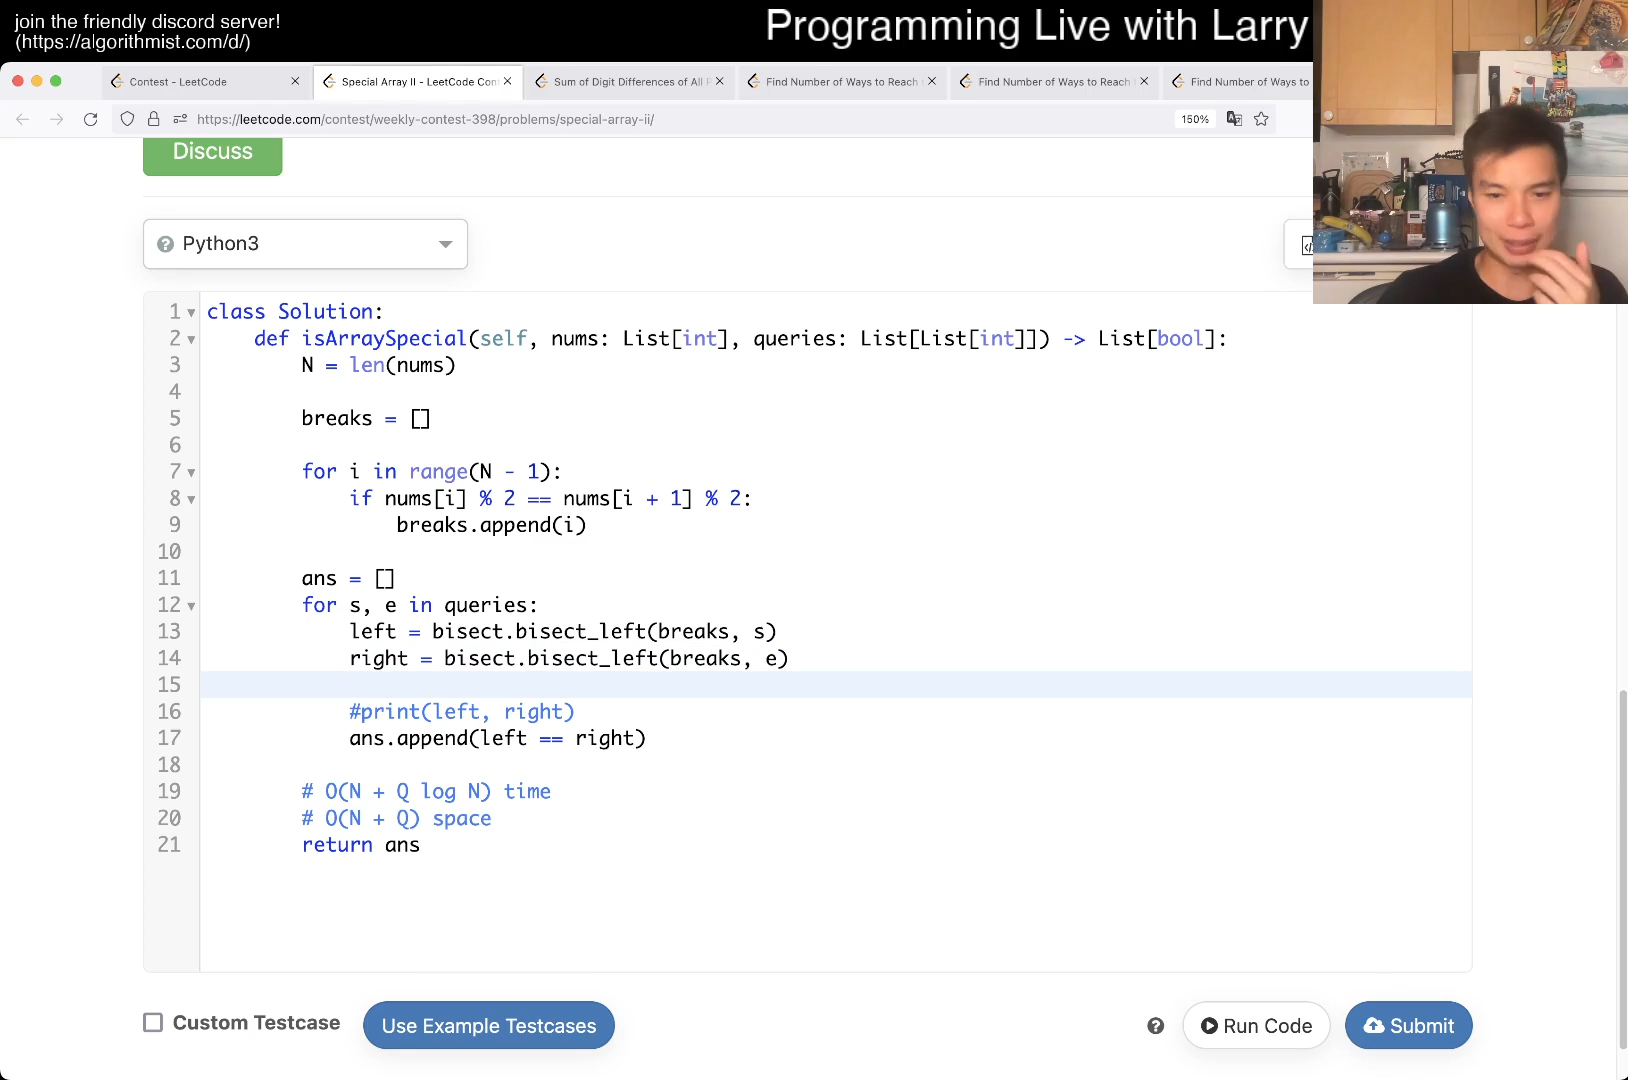 join the friendly discord server!
(https://algorithmist.com/d/)
Programming Live with Larry
Contest - LeetCode
Special Array II - LeetCode Con
Sum of Digit Differences of All P
Find Number of Ways to Reach
Find Number of Ways to Reach
Find Number of Ways to
https://leetcode.com/contest/weekly-contest-398/problems/special-array-ii/
150%
Discuss
Python3
1 class Solution:
2 def isArraySpecial(self, nums: List[int], queries: List[List[int]]) -> List[bool]:
3 N = len(nums)
4
5 breaks = []
6
7 for i in range(N - 1):
8 if nums[i] % 2 == nums[i + 1] % 2:
9 breaks.append(i)
10
11 ans = []
12 for s, e in queries:
13 left = bisect.bisect_left(breaks, s)
14 right = bisect.bisect_left(breaks, e)
15
16 #print(left, right)
17 ans.append(left == right)
18
19 # O(N + Q log N) time
20 # O(N + Q) space
21 return ans
Custom Testcase
Use Example Testcases
Run Code
Submit